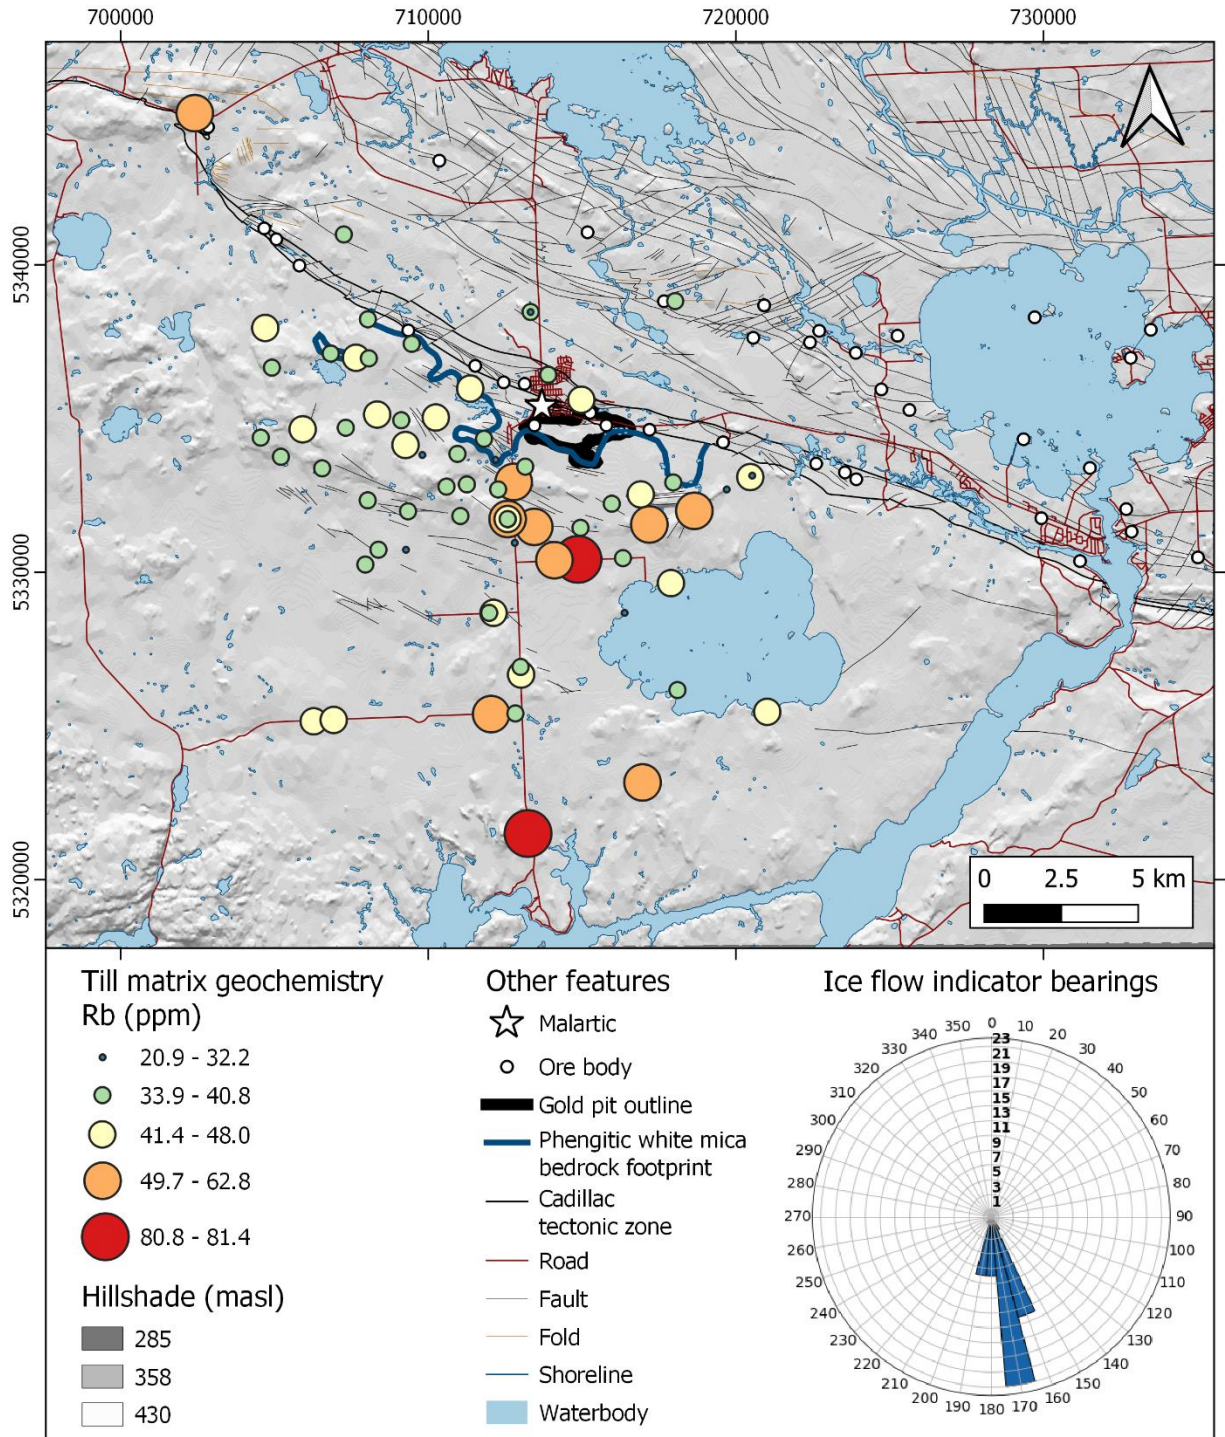 700000 710000 720000 730000
5340000
5330000
5320000
0 2.5 5 km
Till matrix geochemistry
Rb (ppm)
20.9 - 32.2
33.9 - 40.8
41.4 - 48.0
49.7 - 62.8
80.8 - 81.4
Hillshade (masl)
285
358
430
Other features
Malartic
Ore body
Gold pit outline
Phengitic white mica
bedrock footprint
Cadillac
tectonic zone
Road
Fault
Fold
Shoreline
Waterbody
Ice flow indicator bearings
0
10
20
30
40
50
60
70
80
90
100
110
120
130
140
150
160
170
180
190
200
210
220
230
240
250
260
270
280
290
300
310
320
330
340
350
23
21
19
17
15
13
11
9
7
5
3
1